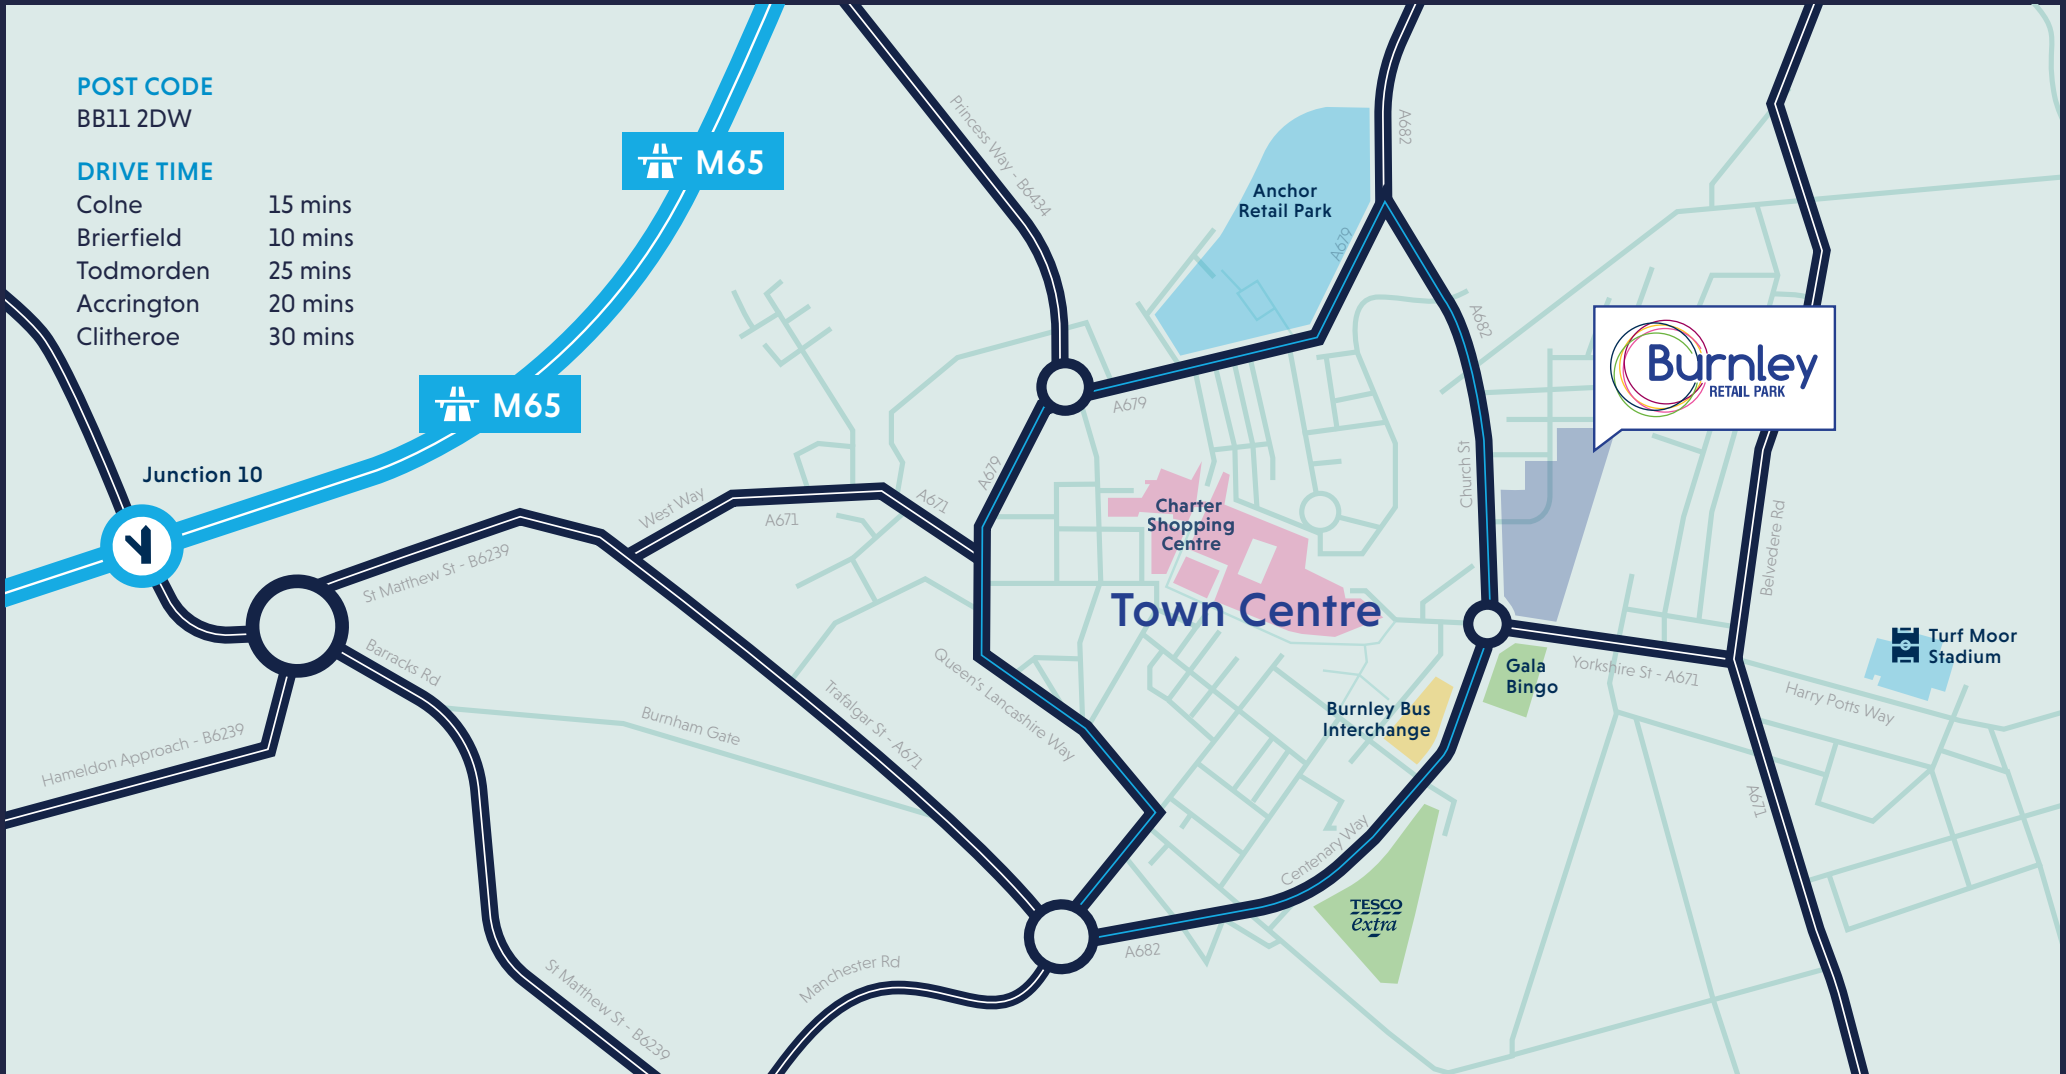 POST CODE
BB11 2DW
DRIVE TIME
Colne 15 mins
Brierfield 10 mins
Todmorden 25 mins
Accrington 20 mins
Clitheroe 30 mins
M65
M65
Junction 10
Princess Way - B6434
A682
Anchor
Retail Park
A679
A682
Burnley
RETAIL PARK
A679
A679
West Way
A671
A671
Church St
Charter
Shopping
Centre
Town Centre
Belvedere Rd
St Matthew St - B6239
Barracks Rd
Hameldon Approach - B6239
Burnham Gate
Trafalgar St - A671
Queen's Lancashire Way
Gala
Bingo
Yorkshire St - A671
Turf Moor
Stadium
Harry Potts Way
Burnley Bus
Interchange
A671
Centenary Way
TESCO
extra
A682
Manchester Rd
St Matthew St - B6239